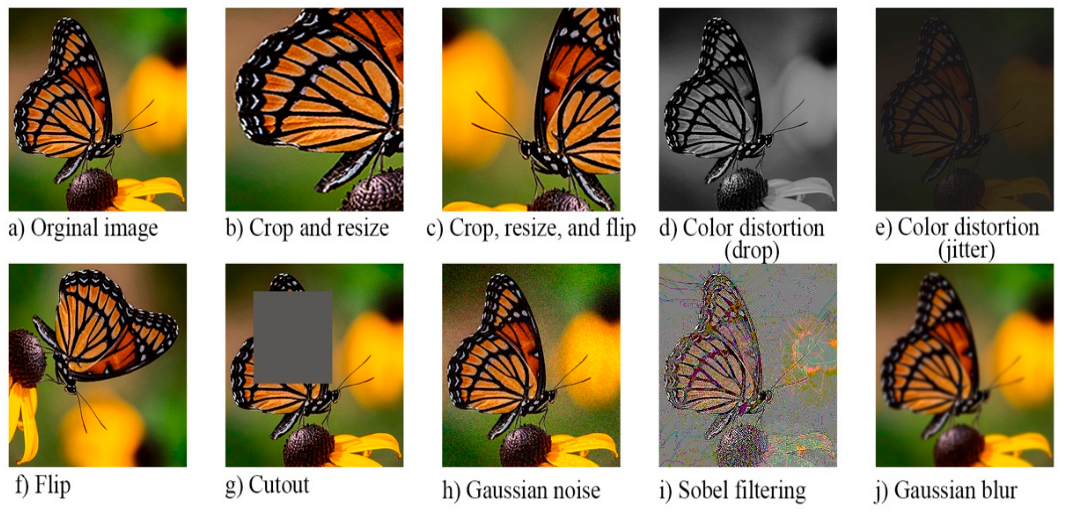 a) Orginal image
b) Crop and resize
c) Crop, resize, and flip
d) Color distortion
(drop)
e) Color distortion
(jitter)
f) Flip
g) Cutout
h) Gaussian noise
i) Sobel filtering
j) Gaussian blur